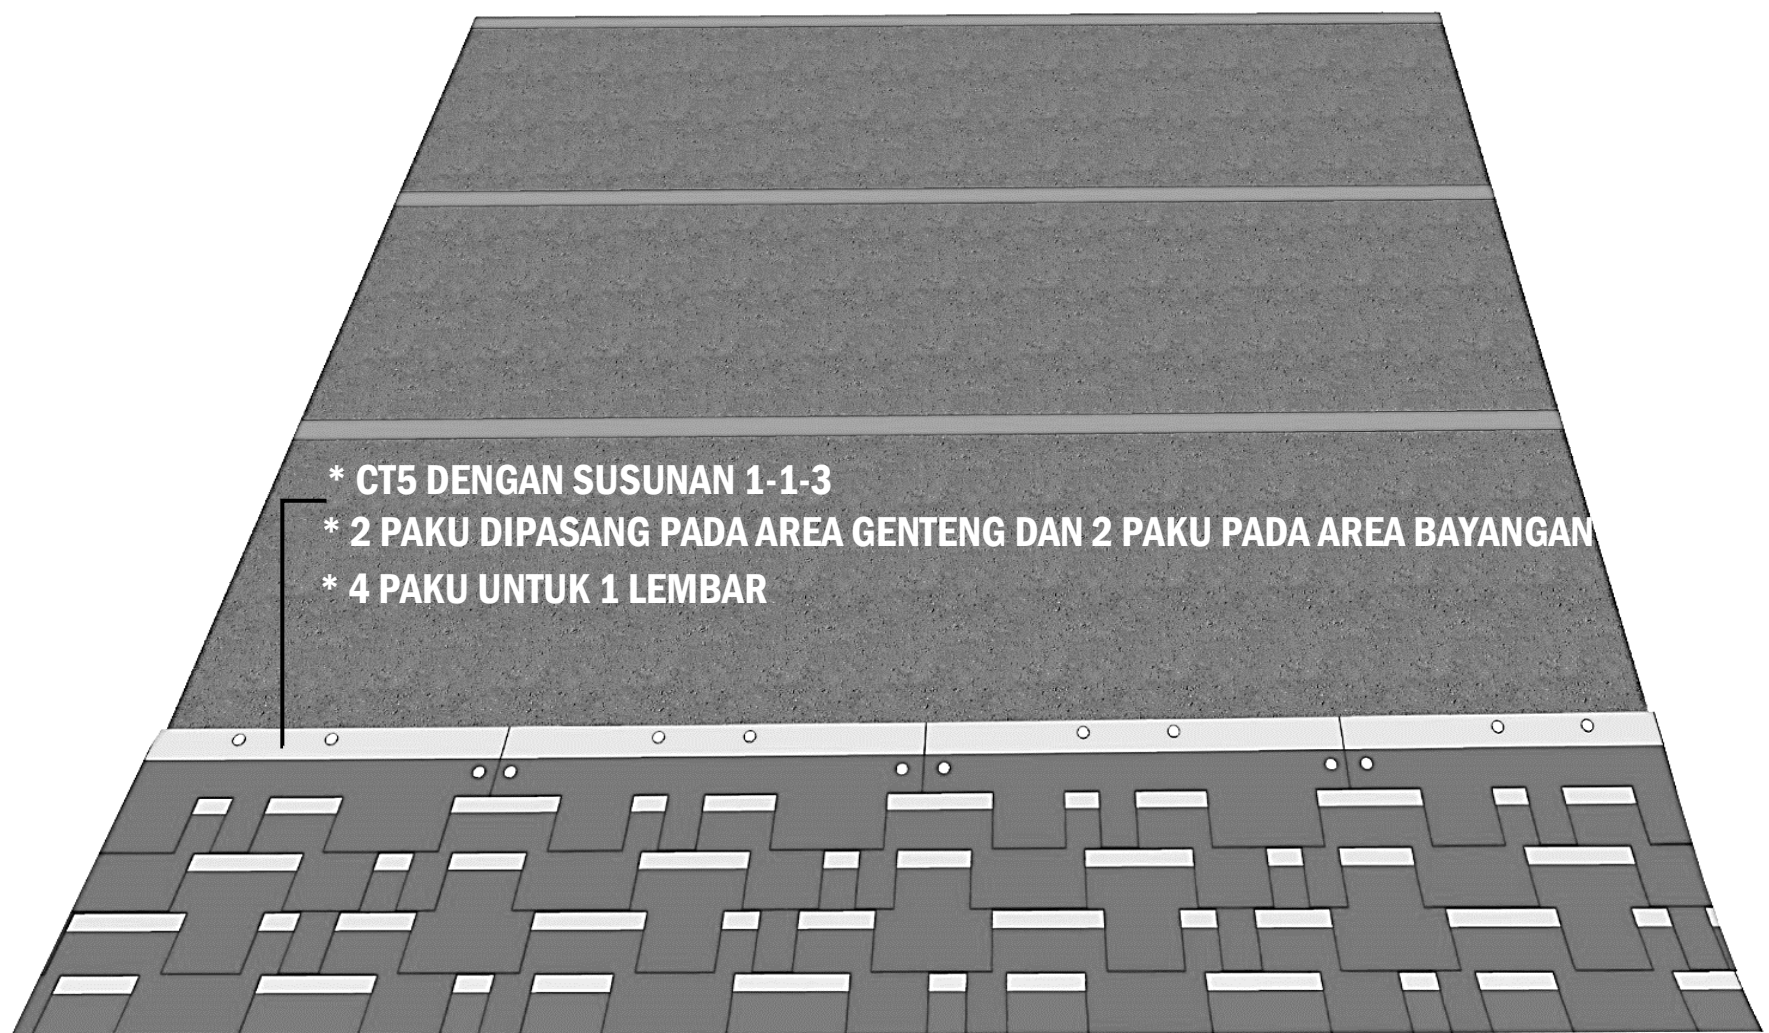 * CT5 DENGAN SUSUNAN 1-1-3
* 2 PAKU DIPASANG PADA AREA GENTENG DAN 2 PAKU PADA AREA BAYANGAN
* 4 PAKU UNTUK 1 LEMBAR